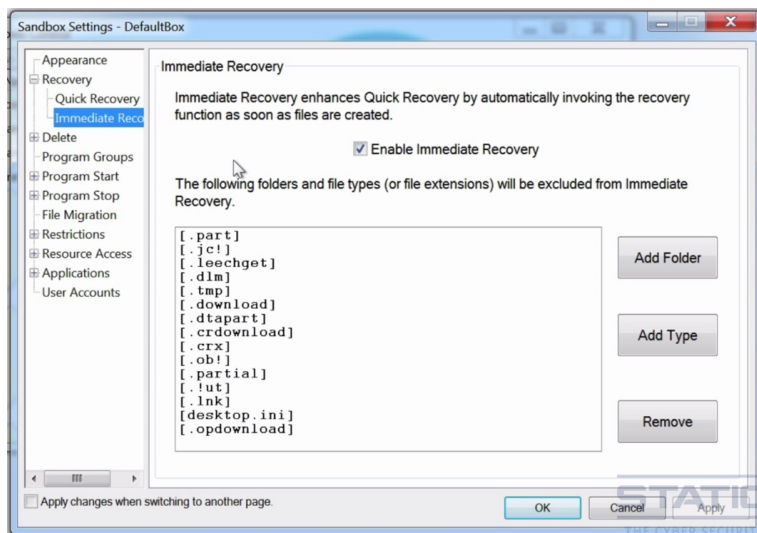 Sandbox Settings - DefaultBox
Appearance
Recovery
Quick Recovery
Immediate Reco
Delete
Program Groups
Program Start
Program Stop
File Migration
Restrictions
Resource Access
Applications
User Accounts
Immediate Recovery
Immediate Recovery enhances Quick Recovery by automatically invoking the recovery
function as soon as files are created.
Enable Immediate Recovery
The following folders and file types (or file extensions) will be excluded from Immediate
Recovery.
[.part]
[.jc!]
[.leechget]
[.dlm]
[.tmp]
[.download]
[.dtapart]
[.crdownload]
[.crx]
[.ob!]
[.partial]
[.!ut]
[.lnk]
[desktop.ini]
[.opdownload]
Add Folder
Add Type
Remove
Apply changes when switching to another page.
OK
Cancel
Apply
STATIC
THE CYBER SECURIT